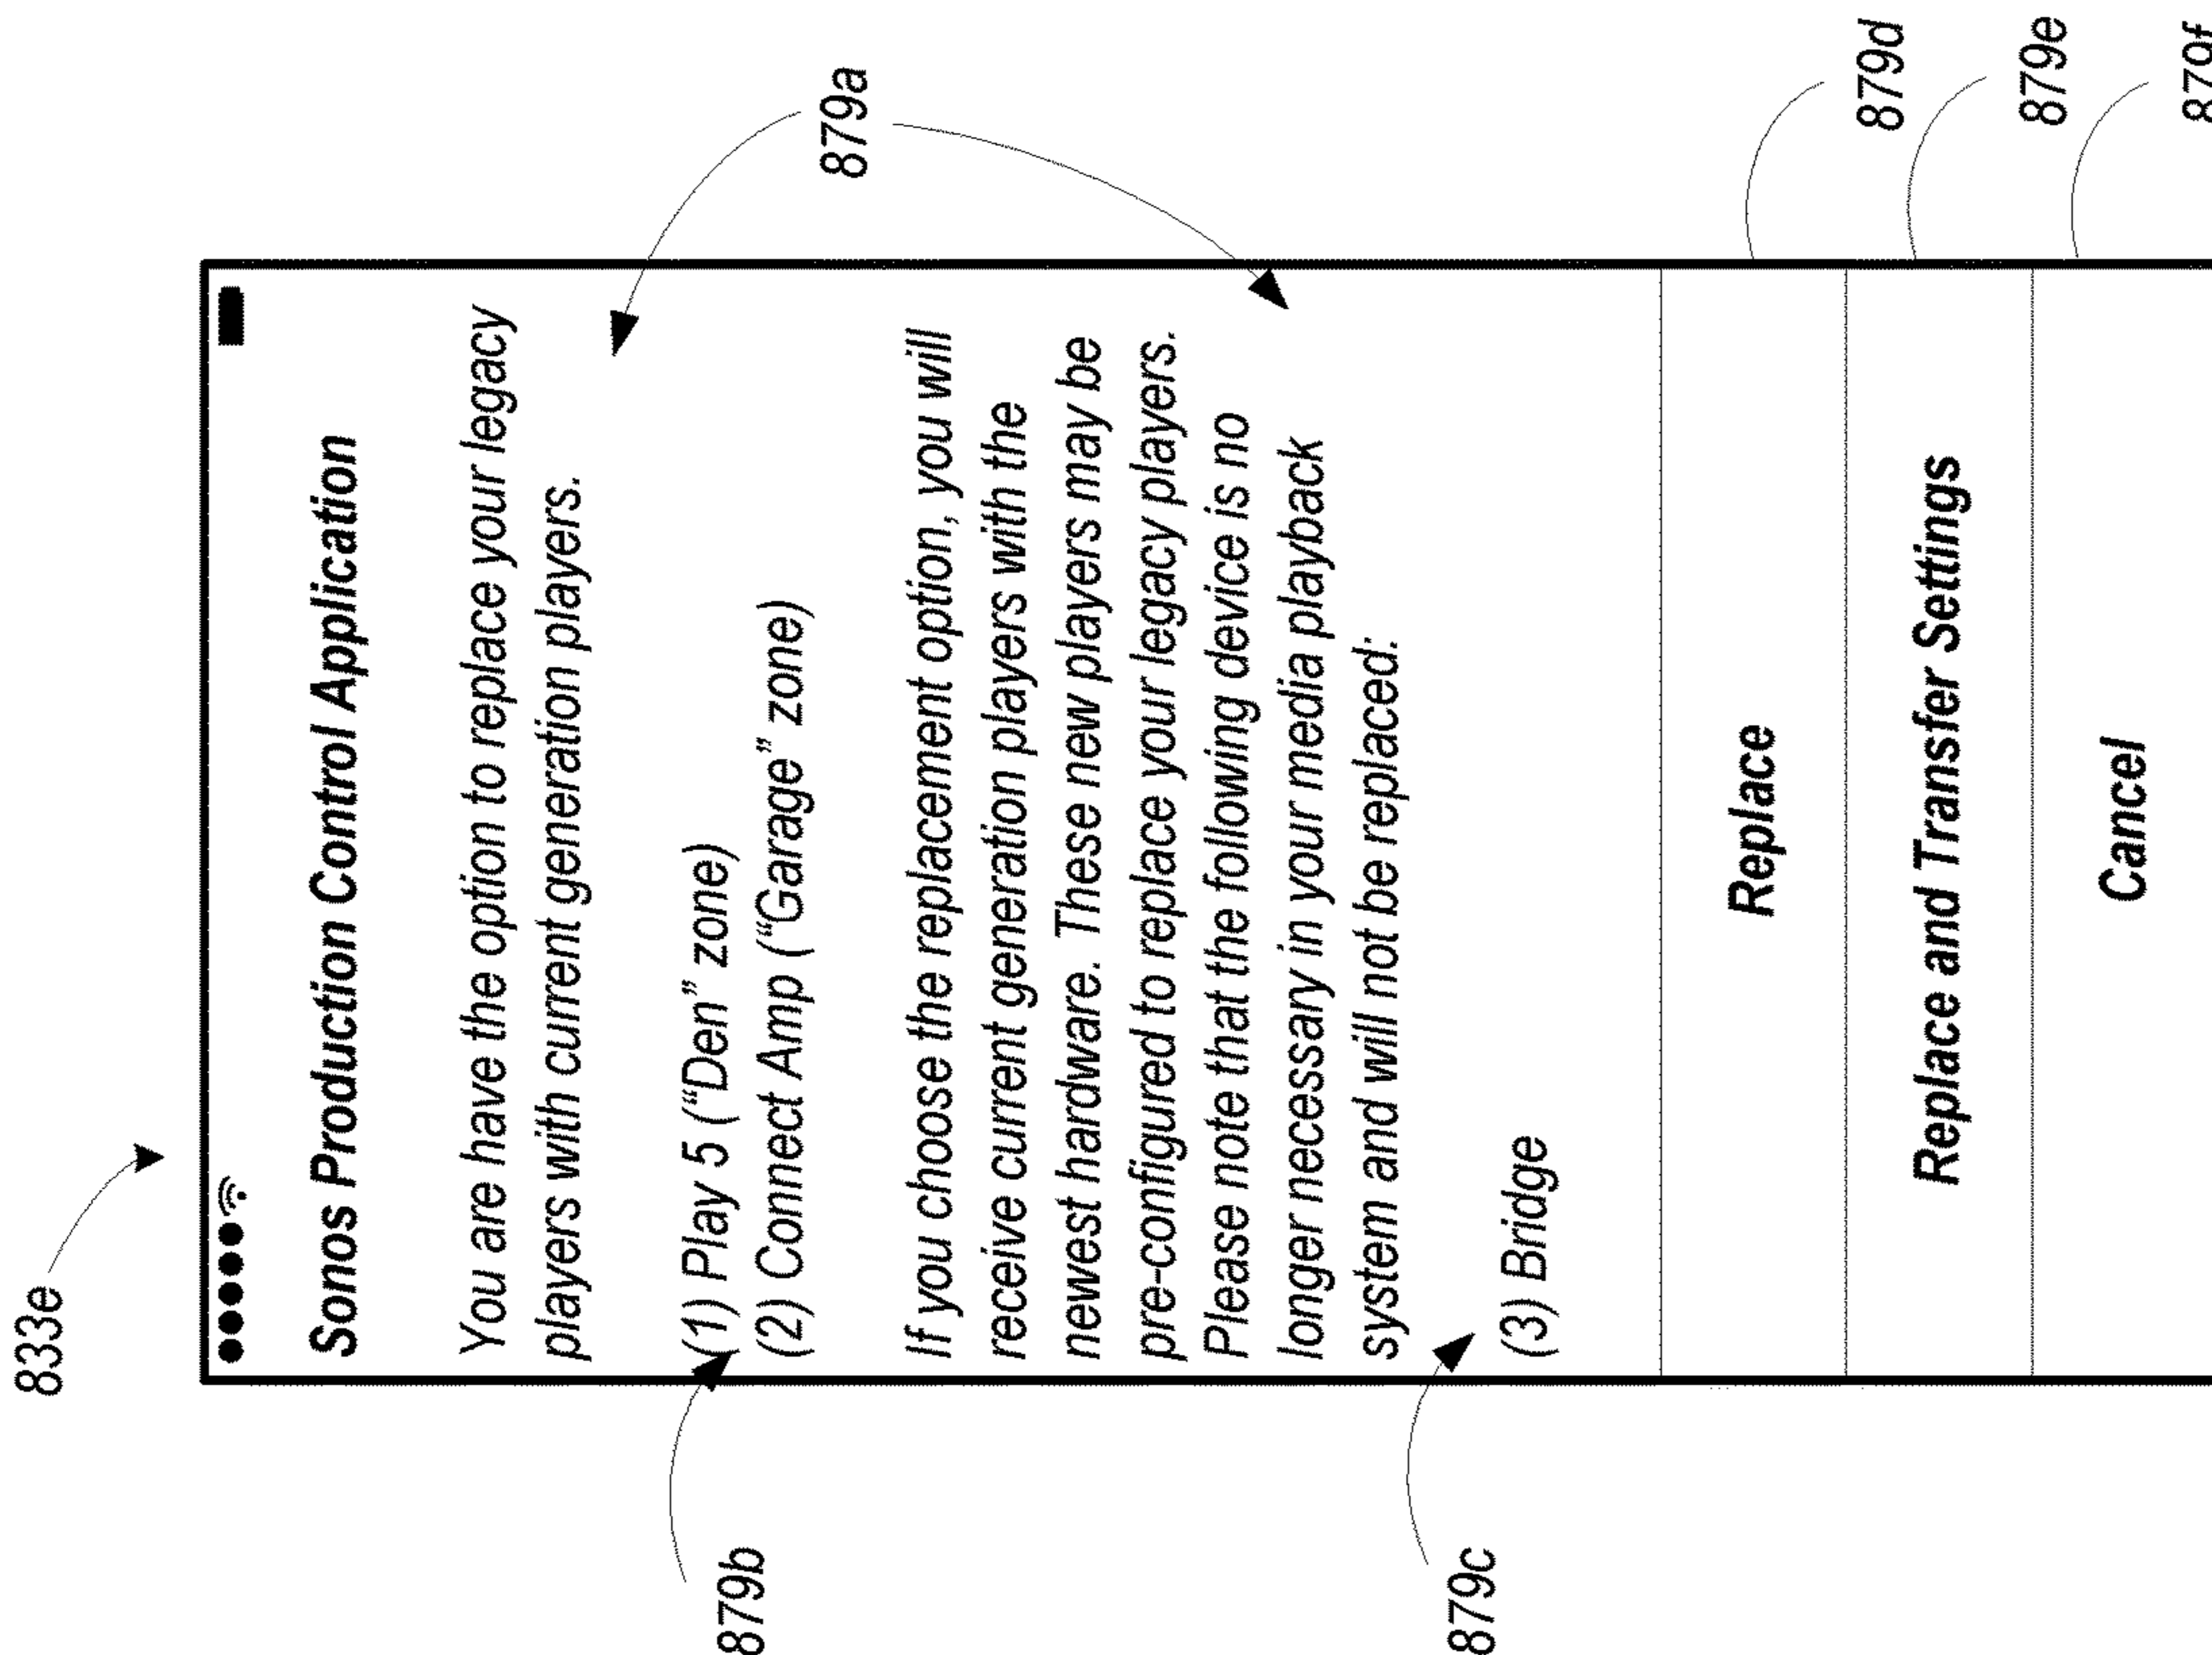 833e
Sonos Production Control Application
You are have the option to replace your legacy
players with current generation players.
879a
(1) Play 5 (“Den” zone)
(2) Connect Amp (“Garage” zone)
879b
If you choose the replacement option, you will
receive current generation players with the
newest hardware. These new players may be
pre-configured to replace your legacy players.
Please note that the following device is no
longer necessary in your media playback
system and will not be replaced:
879c
(3) Bridge
Replace
879d
Replace and Transfer Settings
879e
Cancel
879f